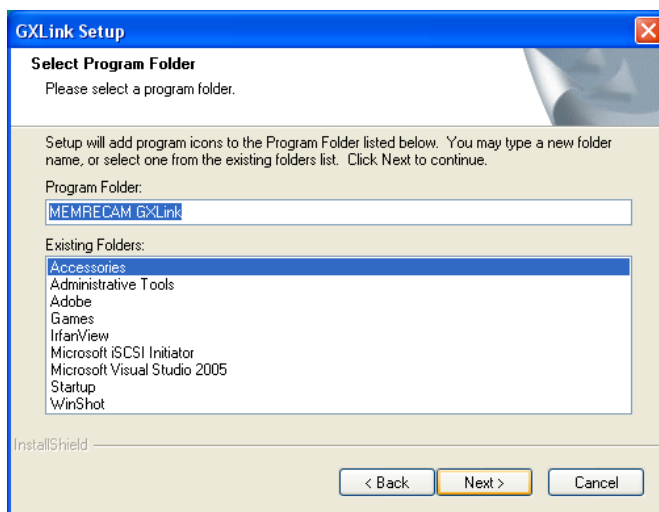 GXLink Setup
Select Program Folder
Please select a program folder.
Setup will add program icons to the Program Folder listed below. You may type a new folder
name, or select one from the existing folders list. Click Next to continue.
Program Folder:
MEMRECAM GXLink
Existing Folders:
Accessories
Administrative Tools
Adobe
Games
IrfanView
Microsoft iSCSI Initiator
Microsoft Visual Studio 2005
Startup
WinShot
InstallShield
< Back
Next >
Cancel